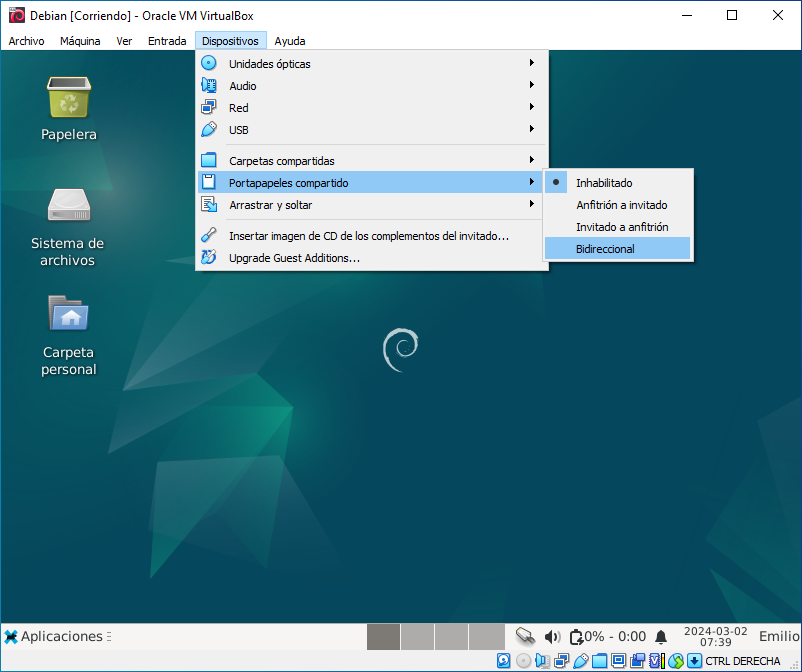 Debian [Corriendo] - Oracle VM VirtualBox
Archivo Máquina Ver Entrada Dispositivos Ayuda
Unidades ópticas
Audio
Red
USB
Carpetas compartidas
Portapapeles compartido
Arrastrar y soltar
Insertar imagen de CD de los complementos del invitado...
Upgrade Guest Additions...
Inhabilitado
Anfitrión a invitado
Invitado a anfitrión
Bidireccional
Papelera
Sistema de
archivos
Carpeta
personal
Aplicaciones
0% - 0:00
2024-03-02
07:39
Emilio
CTRL DERECHA